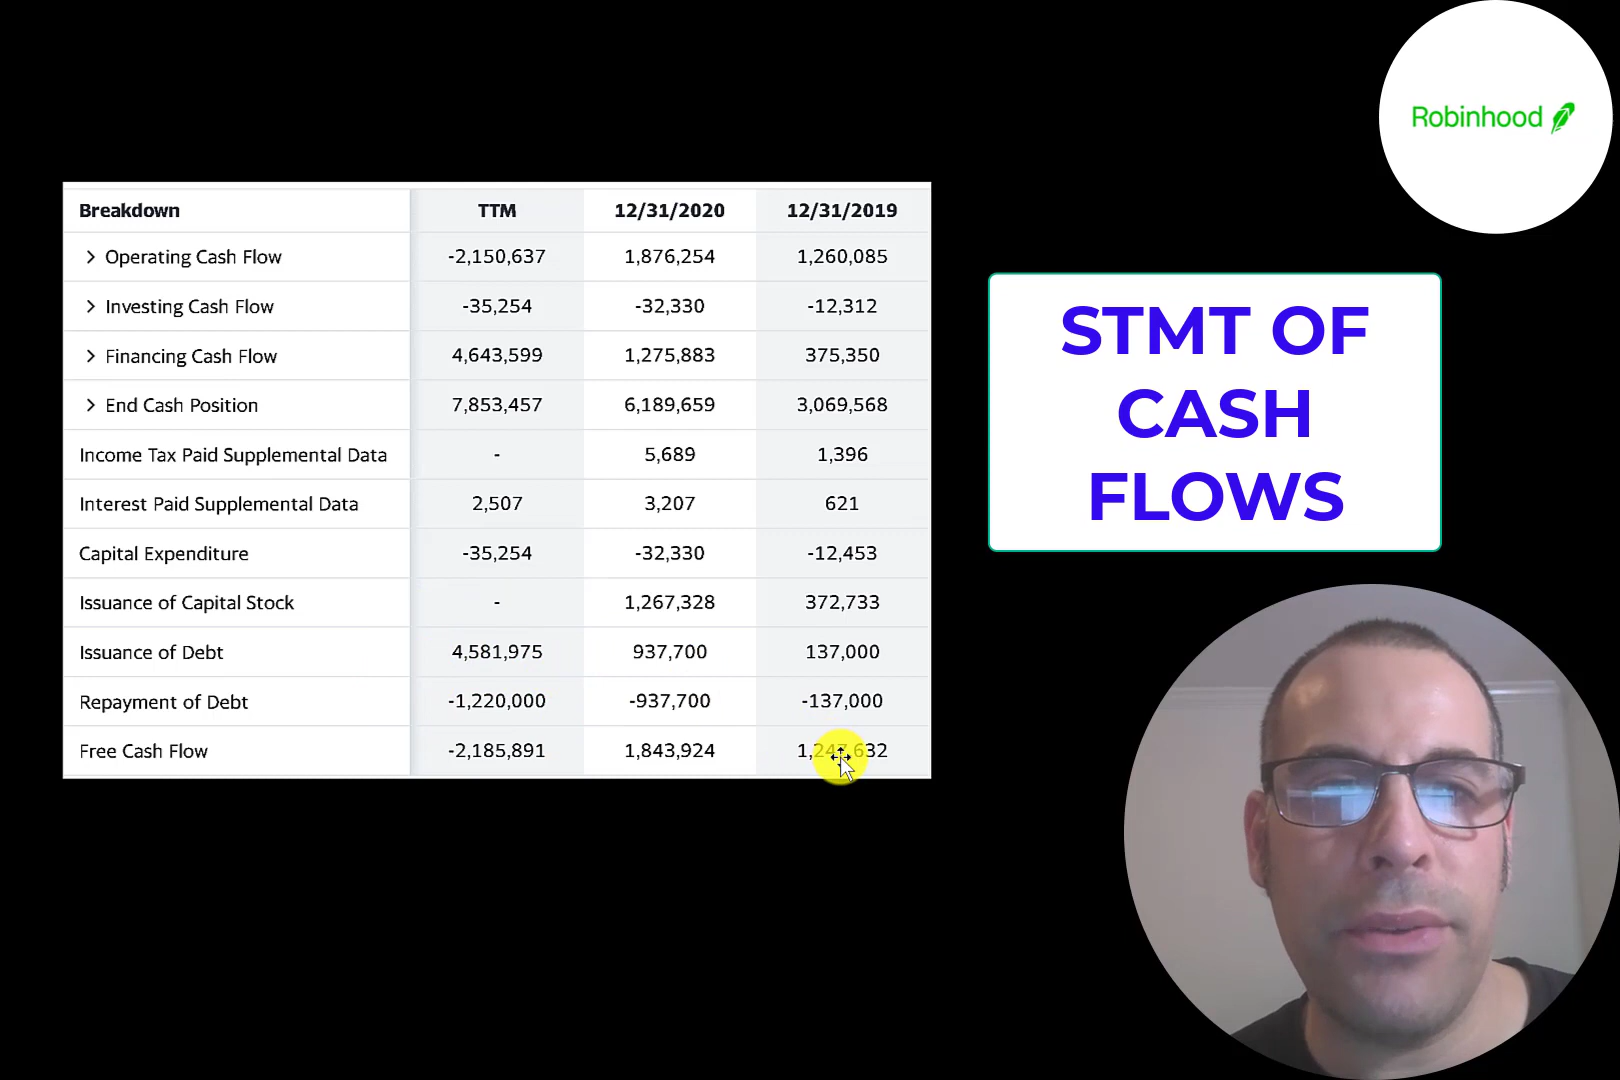 Robinhood
Breakdown TTM 12/31/2020 12/31/2019
Operating Cash Flow -2,150,637 1,876,254 1,260,085
Investing Cash Flow -35,254 -32,330 -12,312
Financing Cash Flow 4,643,599 1,275,883 375,350
End Cash Position 7,853,457 6,189,659 3,069,568
Income Tax Paid Supplemental Data - 5,689 1,396
Interest Paid Supplemental Data 2,507 3,207 621
Capital Expenditure -35,254 -32,330 -12,453
Issuance of Capital Stock - 1,267,328 372,733
Issuance of Debt 4,581,975 937,700 137,000
Repayment of Debt -1,220,000 -937,700 -137,000
Free Cash Flow -2,185,891 1,843,924 1,247,632
STMT OF
CASH
FLOWS